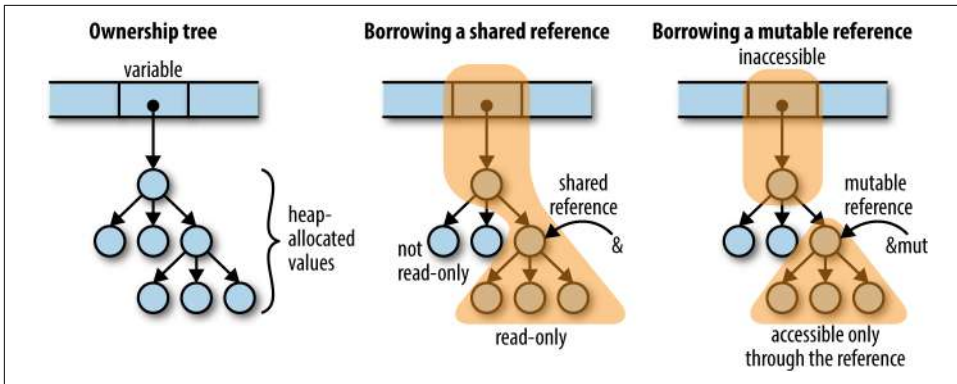 Ownership tree
variable
heap-
allocated
values
Borrowing a shared reference
shared
reference
&
not
read-only
read-only
Borrowing a mutable reference
inaccessible
mutable
reference
&mut
accessible only
through the reference